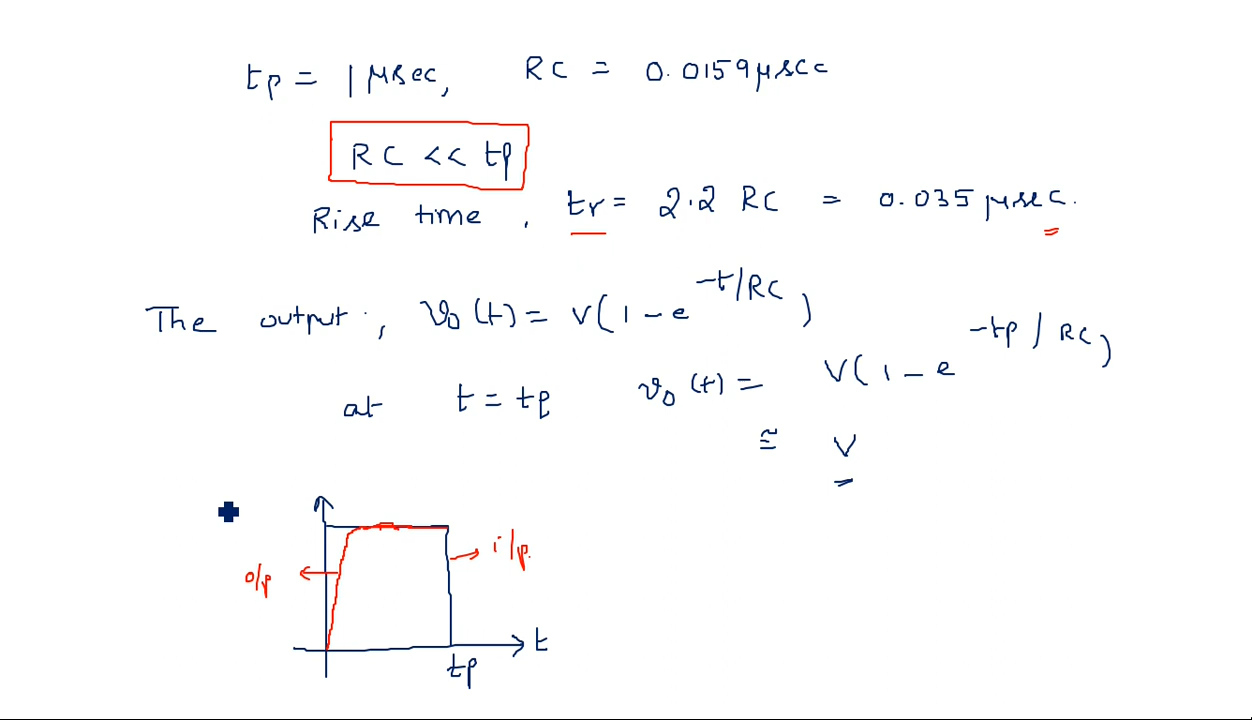 tp = 1 μsec, RC = 0.0159 μsec
RC << tp
Rise time, tr = 2.2 RC = 0.035 μsec.
The output, v0(t) = V(1 - e^-t/RC)
at t = tp v0(t) = V(1 - e^-tp/RC)
≅ V
o/p
i/p.
t
tp